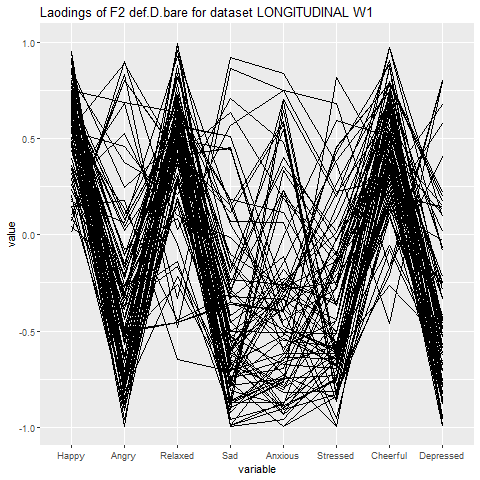 Laodings of F2 def.D.bare for dataset LONGITUDINAL W1
1.0
0.5
0.0
-0.5
-1.0
value
Happy Angry Relaxed Sad Anxious Stressed Cheerful Depressed
variable